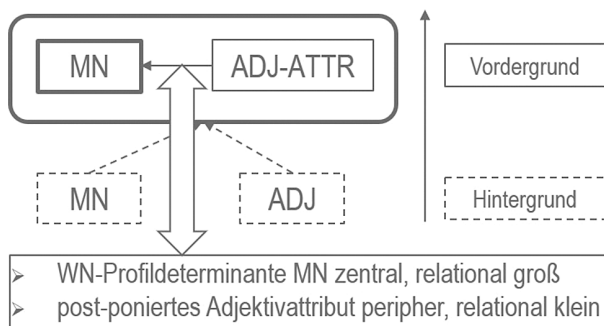 MN ADJ-ATTR Vordergrund
MN ADJ Hintergrund
➢ WN-Profildeterminante MN zentral, relational groß
➢ post-poniertes Adjektivattribut peripher, relational klein